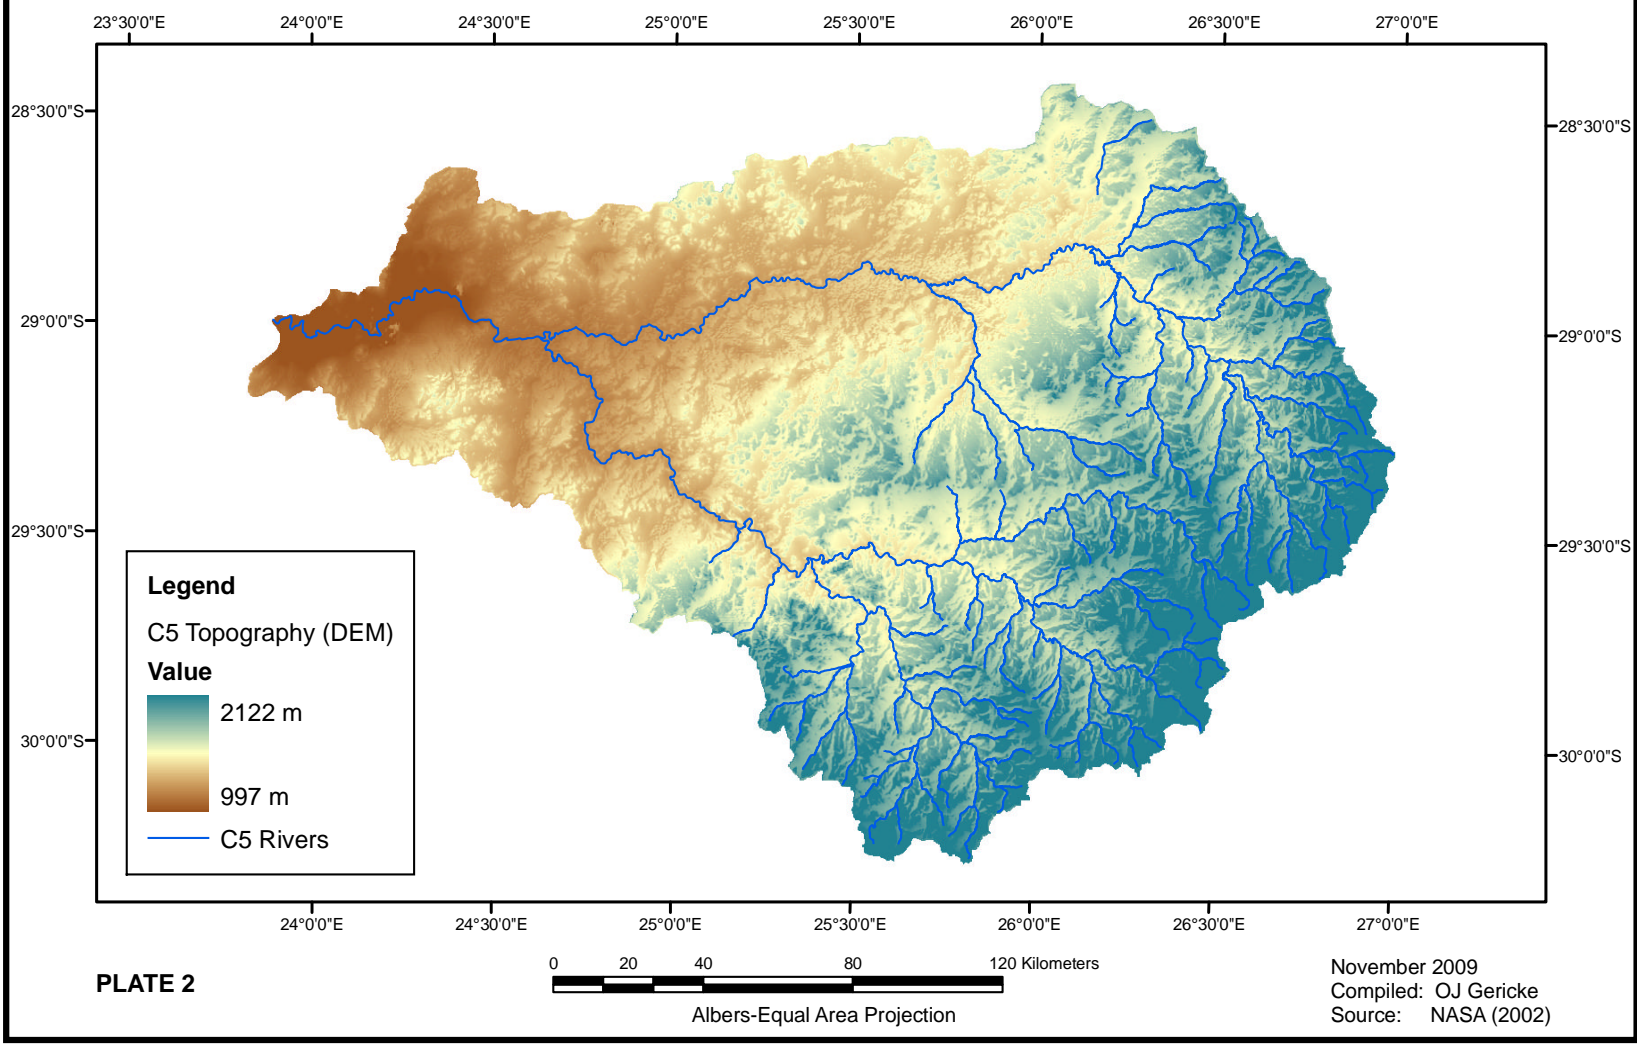 23°30'0"E 24°0'0"E 24°30'0"E 25°0'0"E 25°30'0"E 26°0'0"E 26°30'0"E 27°0'0"E
28°30'0"S 28°30'0"S
29°0'0"S 29°0'0"S
29°30'0"S 29°30'0"S
Legend
C5 Topography (DEM)
Value
2122 m
30°0'0"S 30°0'0"S
997 m
C5 Rivers
24°0'0"E 24°30'0"E 25°0'0"E 25°30'0"E 26°0'0"E 26°30'0"E 27°0'0"E
PLATE 2
0 20 40 80 120 Kilometers
Albers-Equal Area Projection
November 2009
Compiled: OJ Gericke
Source: NASA (2002)